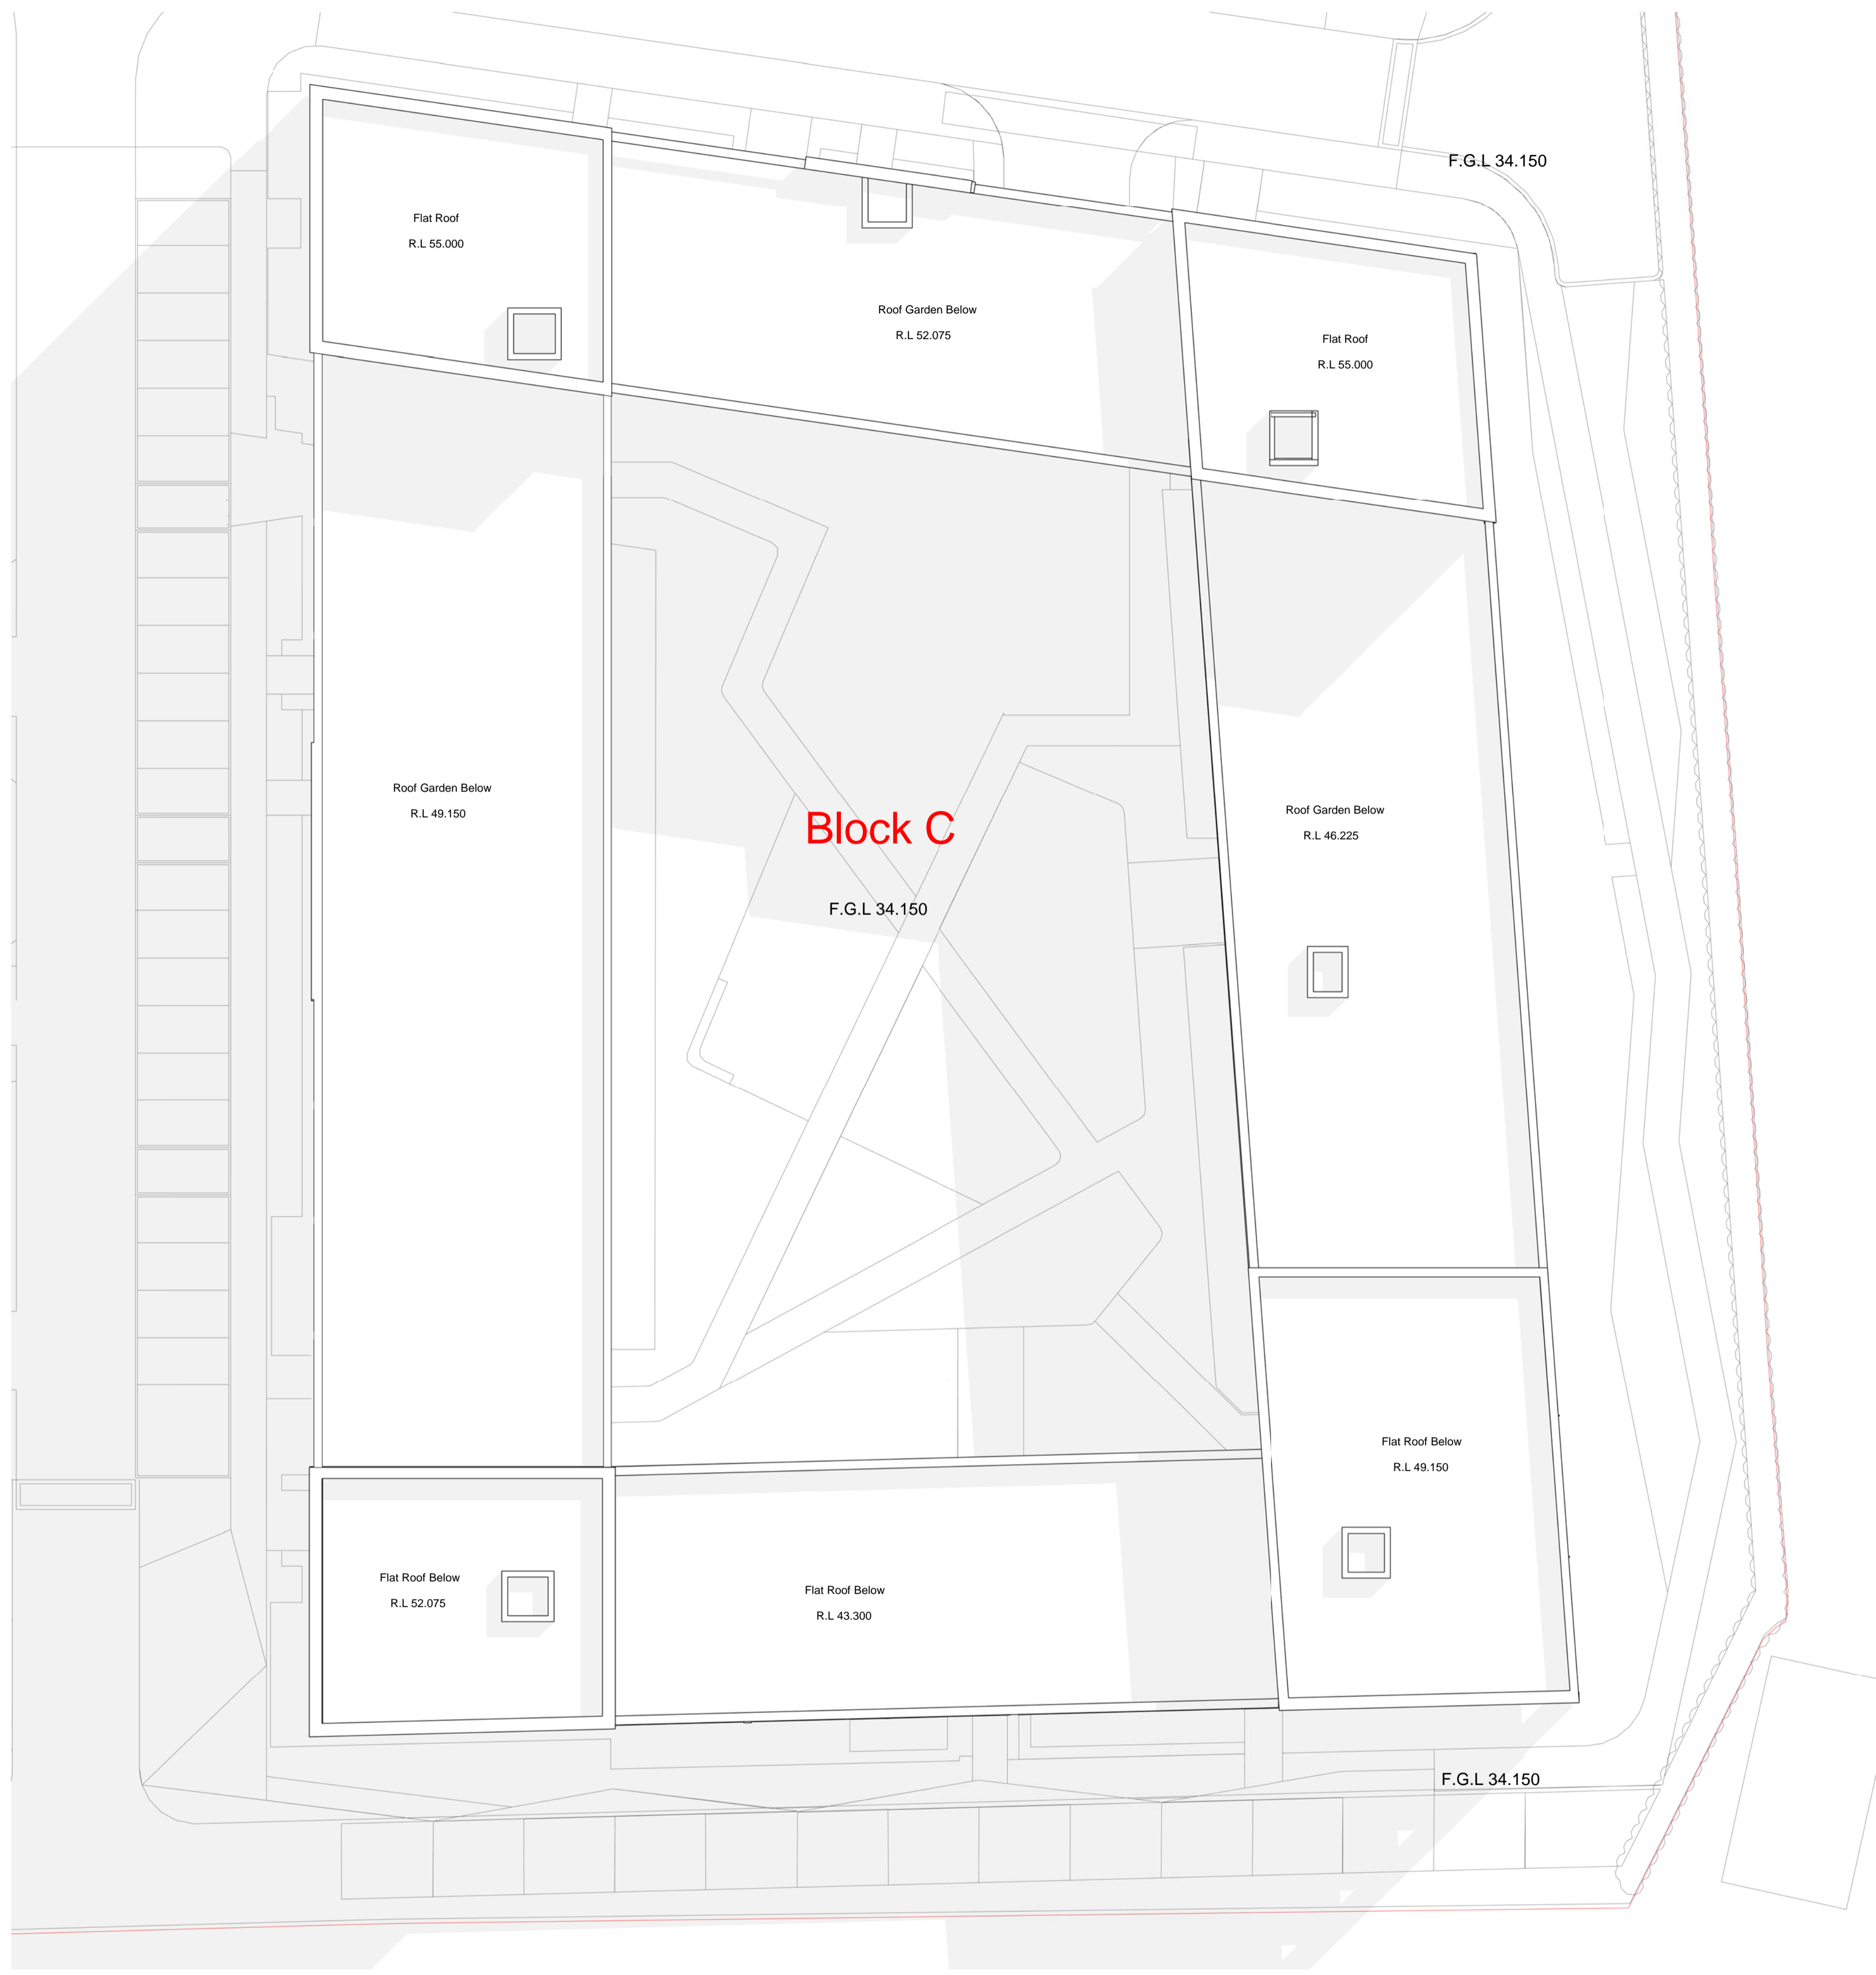 F.G.L 34.150
Flat Roof
R.L 55.000
Roof Garden Below
R.L 52.075
Flat Roof
R.L 55.000
Roof Garden Below
R.L 49.150
Block C
F.G.L 34.150
Roof Garden Below
R.L 46.225
Flat Roof Below
R.L 49.150
Flat Roof Below
R.L 52.075
Flat Roof Below
R.L 43.300
F.G.L 34.150